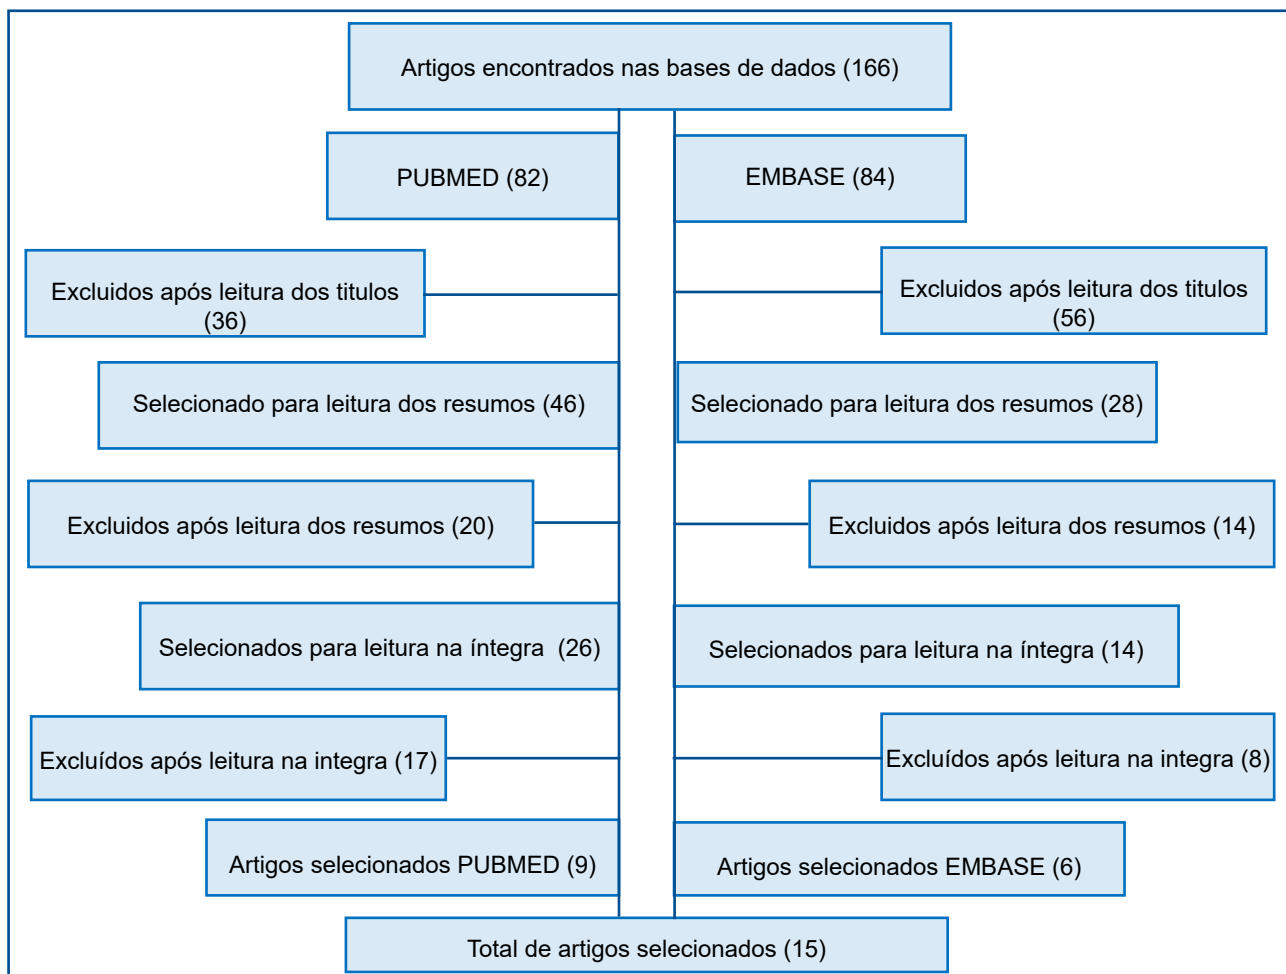 Artigos encontrados nas bases de dados (166)
PUBMED (82)
EMBASE (84)
Excluidos após leitura dos titulos
(36)
Excluidos após leitura dos titulos
(56)
Selecionado para leitura dos resumos (46)
Selecionado para leitura dos resumos (28)
Excluidos após leitura dos resumos (20)
Excluidos após leitura dos resumos (14)
Selecionados para leitura na íntegra (26)
Selecionados para leitura na íntegra (14)
Excluídos após leitura na integra (17)
Excluídos após leitura na integra (8)
Artigos selecionados PUBMED (9)
Artigos selecionados EMBASE (6)
Total de artigos selecionados (15)